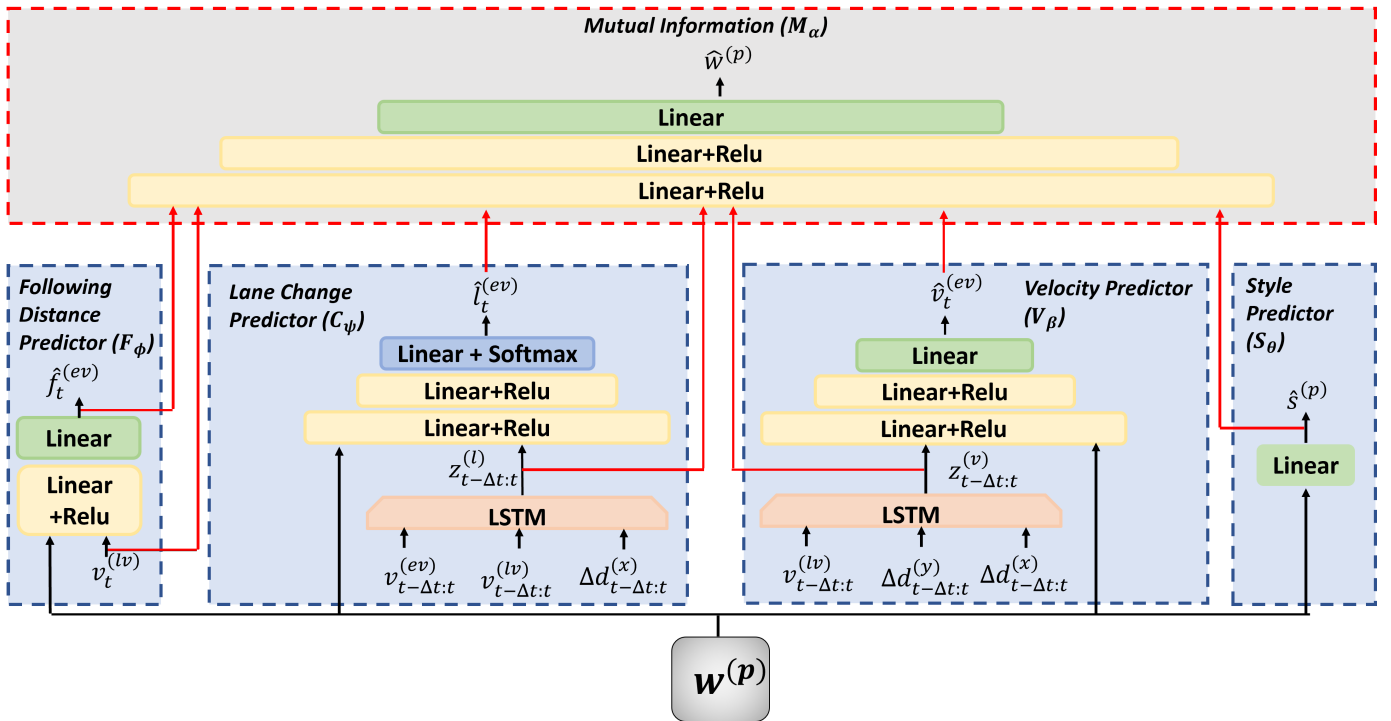 Mutual Information (M_α)
ŵ^(p)
Linear
Linear+Relu
Linear+Relu
Following
Distance
Predictor (F_ϕ)
f̂_t^(ev)
Linear
Linear
+Relu
v_t^(lv)
Lane Change
Predictor (C_ψ)
l̂_t^(ev)
Linear + Softmax
Linear+Relu
Linear+Relu
z_{t−Δt:t}^(l)
LSTM
v_{t−Δt:t}^(ev) v_{t−Δt:t}^(lv) Δd_{t−Δt:t}^(x)
Velocity Predictor
(V_β)
v̂_t^(ev)
Linear
Linear+Relu
Linear+Relu
z_{t−Δt:t}^(v)
LSTM
v_{t−Δt:t}^(lv) Δd_{t−Δt:t}^(y) Δd_{t−Δt:t}^(x)
Style
Predictor
(S_θ)
ŝ^(p)
Linear
w^(p)